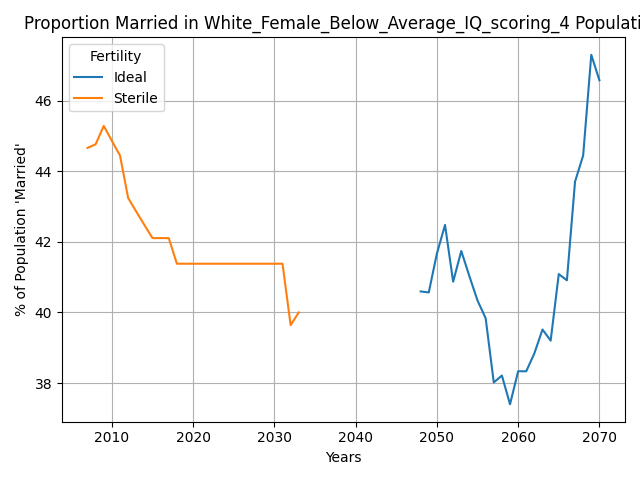 Proportion Married in White_Female_Below_Average_IQ_scoring_4 Populati
Fertility
Ideal
Sterile
% of Population 'Married'
46
44
42
40
38
2010 2020 2030 2040 2050 2060 2070
Years